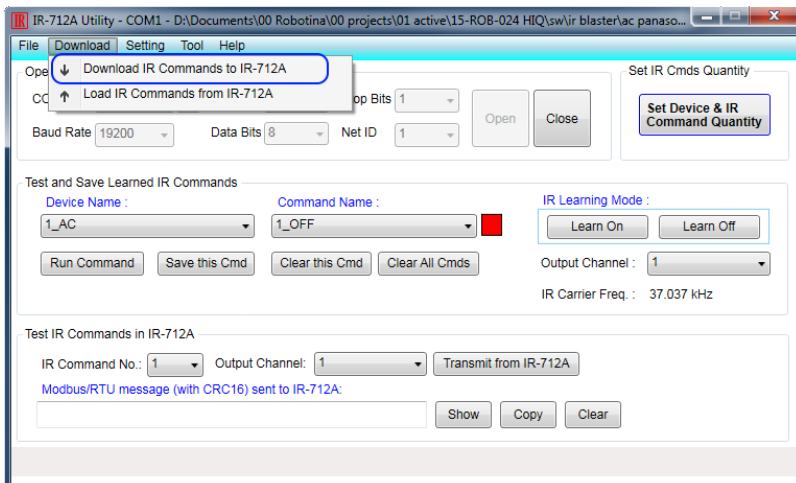 IR IR-712A Utility - COM1 - D:\Documents\00 Robotina\00 projects\01 active\15-ROB-024 HIQ\sw\ir blaster\ac panaso...
File Download Setting Tool Help
Download IR Commands to IR-712A
Load IR Commands from IR-712A
Ope
CO
op Bits 1
Open
Close
Baud Rate 19200
Data Bits 8
Net ID 1
Set IR Cmds Quantity
Set Device & IR
Command Quantity
Test and Save Learned IR Commands
Device Name :
Command Name :
IR Learning Mode :
1_AC
1_OFF
Learn On
Learn Off
Run Command
Save this Cmd
Clear this Cmd
Clear All Cmds
Output Channel : 1
IR Carrier Freq. : 37.037 kHz
Test IR Commands in IR-712A
IR Command No.: 1
Output Channel: 1
Transmit from IR-712A
Modbus/RTU message (with CRC16) sent to IR-712A:
Show
Copy
Clear